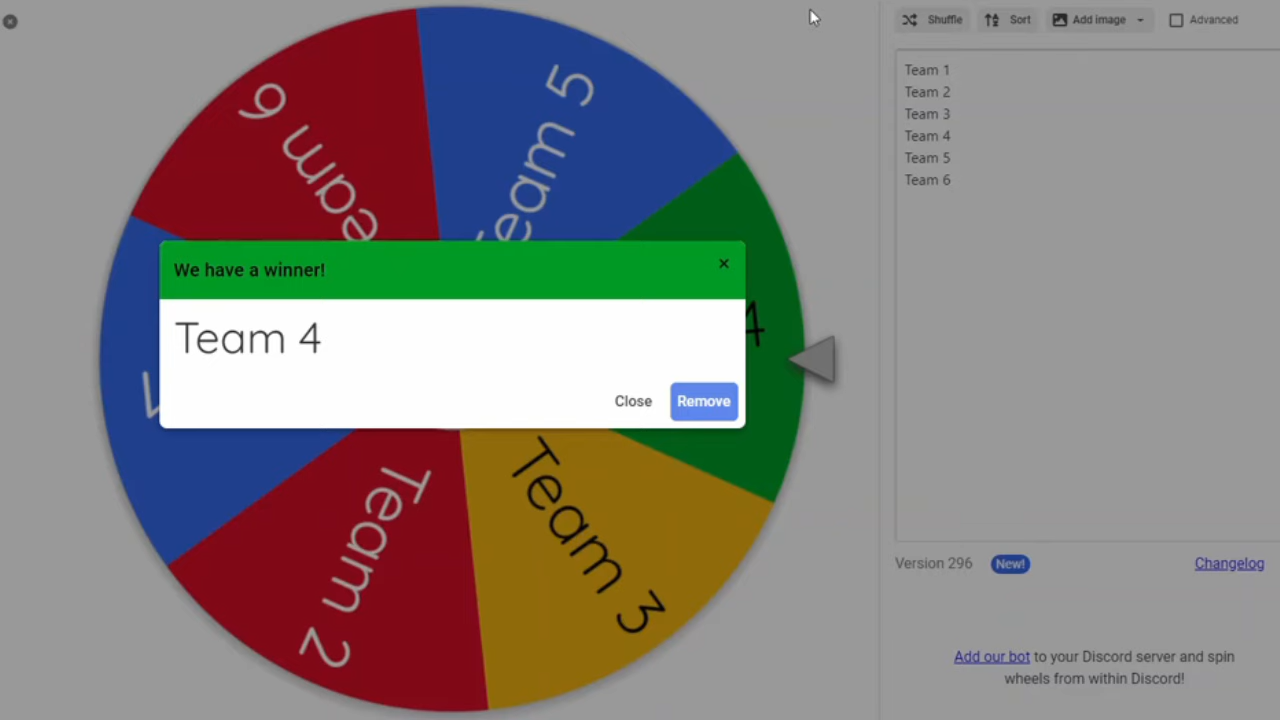 Shuffle
Sort
Add image
Advanced
Team 1
Team 2
Team 3
Team 4
Team 5
Team 6
Team 6
Team 5
We have a winner!
Team 4
Close
Remove
4
1
Team 2
Team 3
Version 296
New!
Changelog
Add our bot to your Discord server and spin
wheels from within Discord!